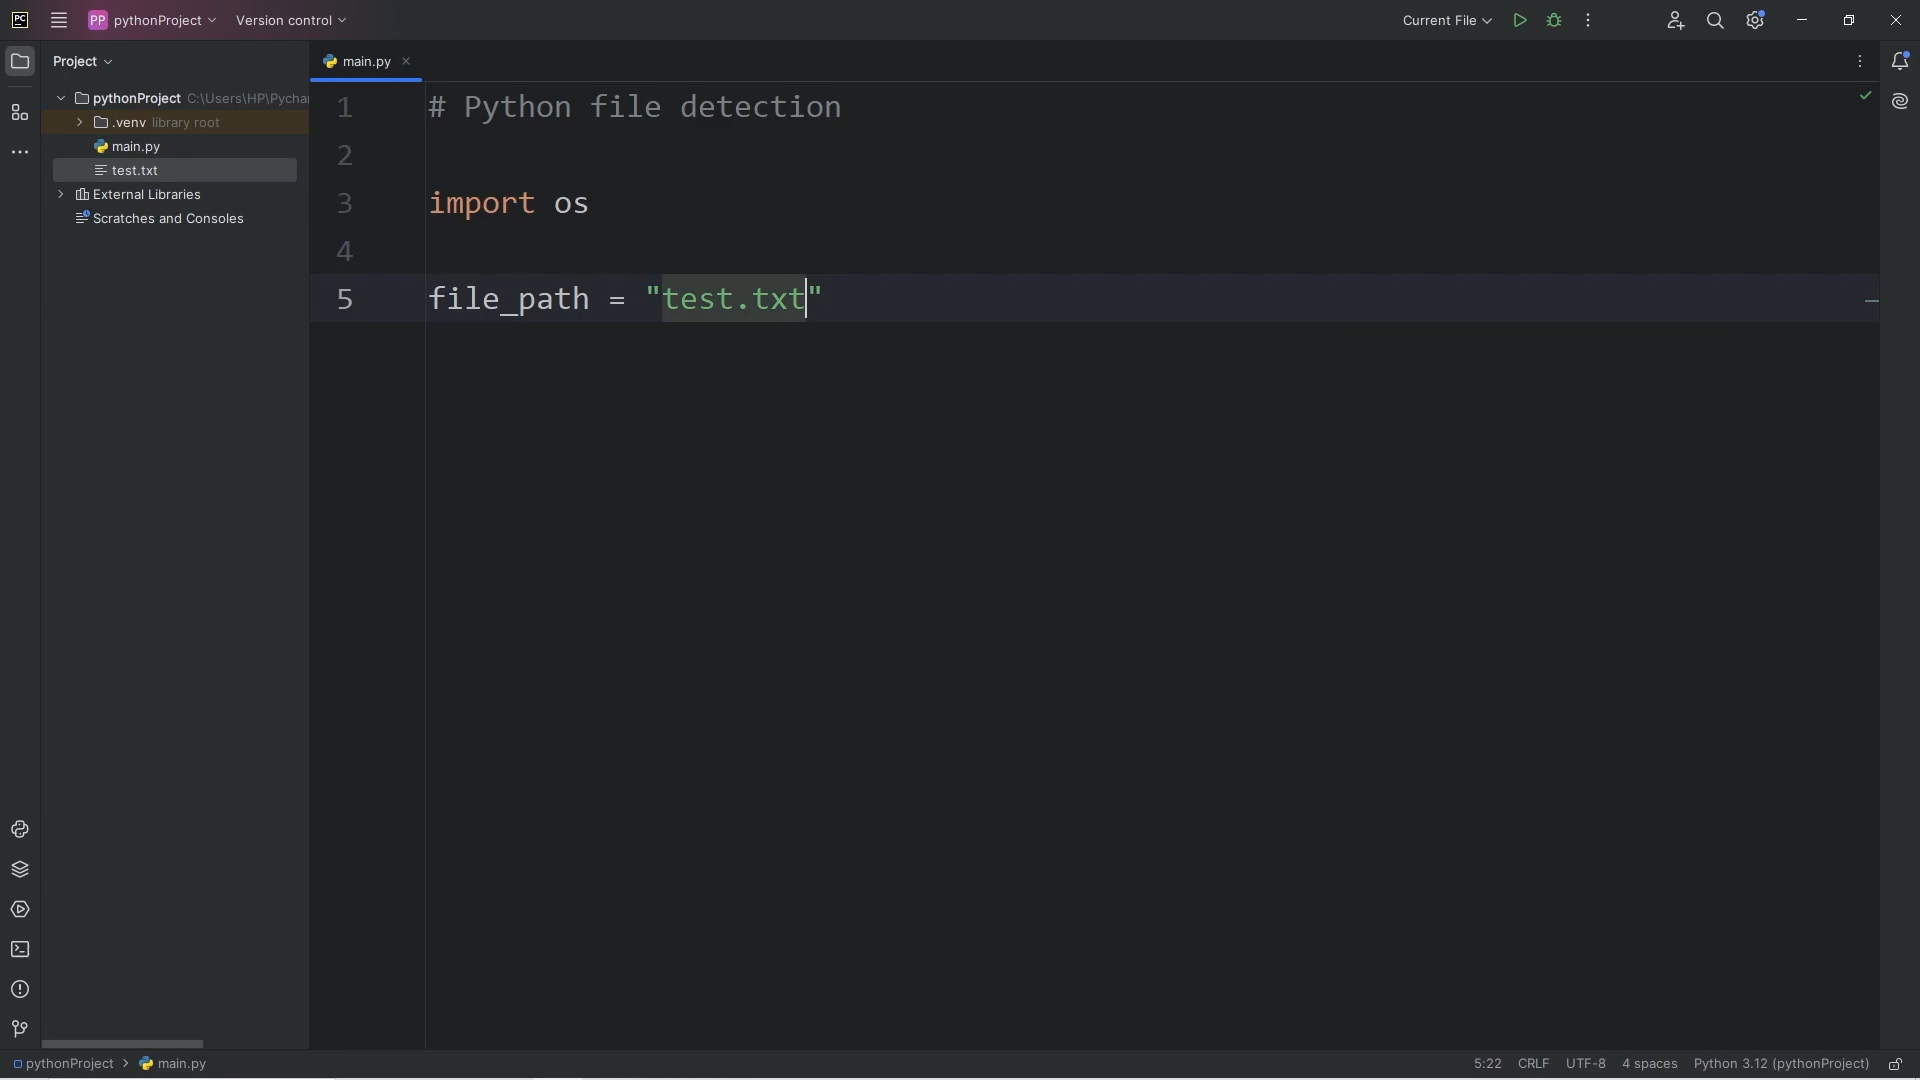 PC PP pythonProject Version control Current File
Project
main.py
pythonProject C:\Users\HP\Pychar
.venv library root
main.py
test.txt
External Libraries
Scratches and Consoles
1 # Python file detection
2
3 import os
4
5 file_path = "test.txt"
pythonProject > main.py 5:22 CRLF UTF-8 4 spaces Python 3.12 (pythonProject)